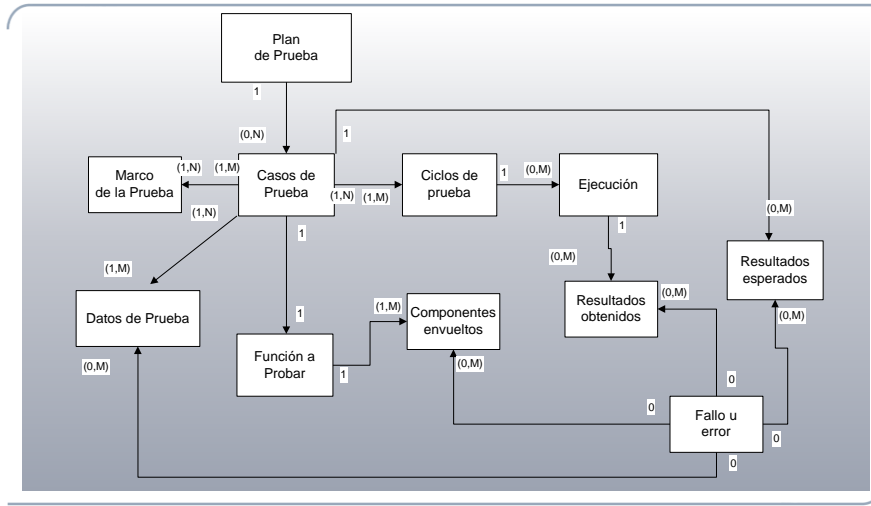 Plan
de Prueba
1
(0,N)
1
Marco
de la Prueba
(1,N)
(1,M)
Casos de
Prueba
(1,N)
(1,M)
Ciclos de
prueba
1
(0,M)
Ejecución
1
(0,M)
(1,N)
1
(1,M)
(0,M)
Resultados
esperados
Datos de Prueba
(0,M)
1
Función a
Probar
1
(1,M)
Componentes
envueltos
(0,M)
Resultados
obtenidos
(0,M)
(0,M)
0
0
Fallo u
error
0
0